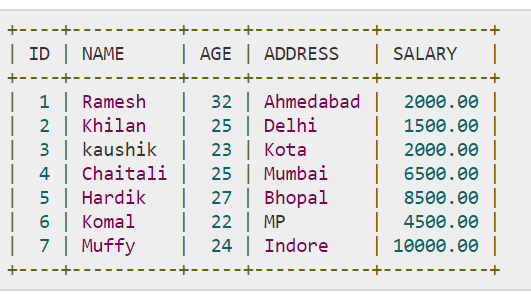 +----+----------+-----+-----------+----------+
| ID | NAME     | AGE | ADDRESS   | SALARY   |
+----+----------+-----+-----------+----------+
|  1 | Ramesh   |  32 | Ahmedabad |  2000.00 |
|  2 | Khilan   |  25 | Delhi     |  1500.00 |
|  3 | kaushik  |  23 | Kota      |  2000.00 |
|  4 | Chaitali |  25 | Mumbai    |  6500.00 |
|  5 | Hardik   |  27 | Bhopal    |  8500.00 |
|  6 | Komal    |  22 | MP        |  4500.00 |
|  7 | Muffy    |  24 | Indore    | 10000.00 |
+----+----------+-----+-----------+----------+